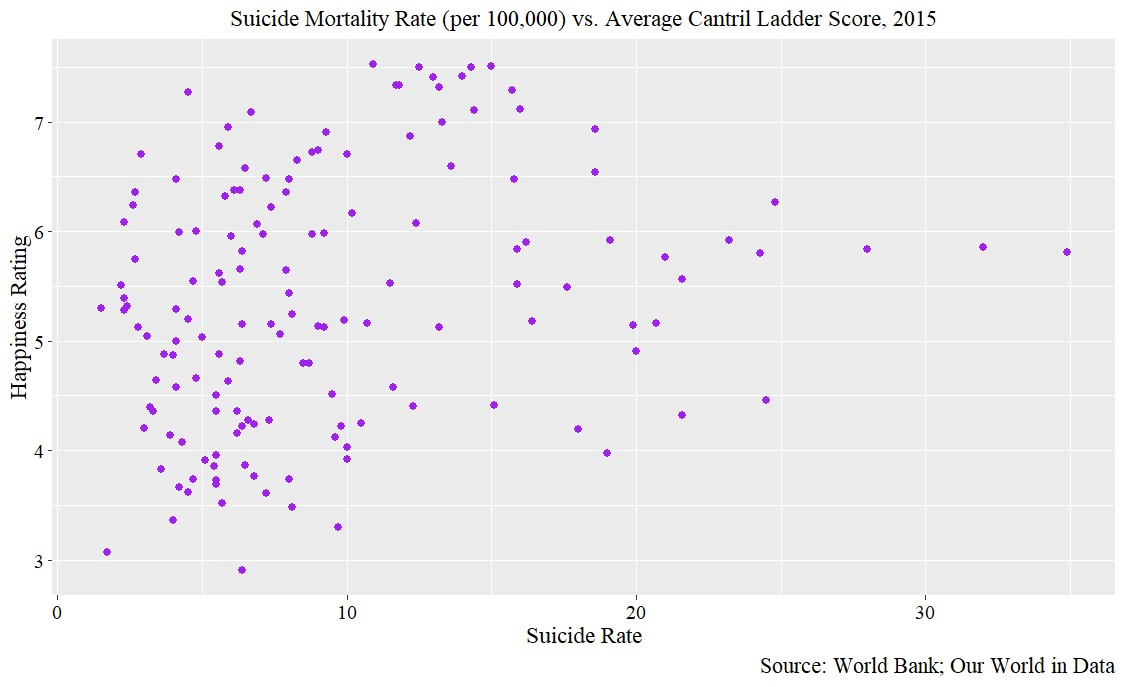 Suicide Mortality Rate (per 100,000) vs. Average Cantril Ladder Score, 2015
Happiness Rating
7
6
5
4
3
0 10 20 30
Suicide Rate
Source: World Bank; Our World in Data